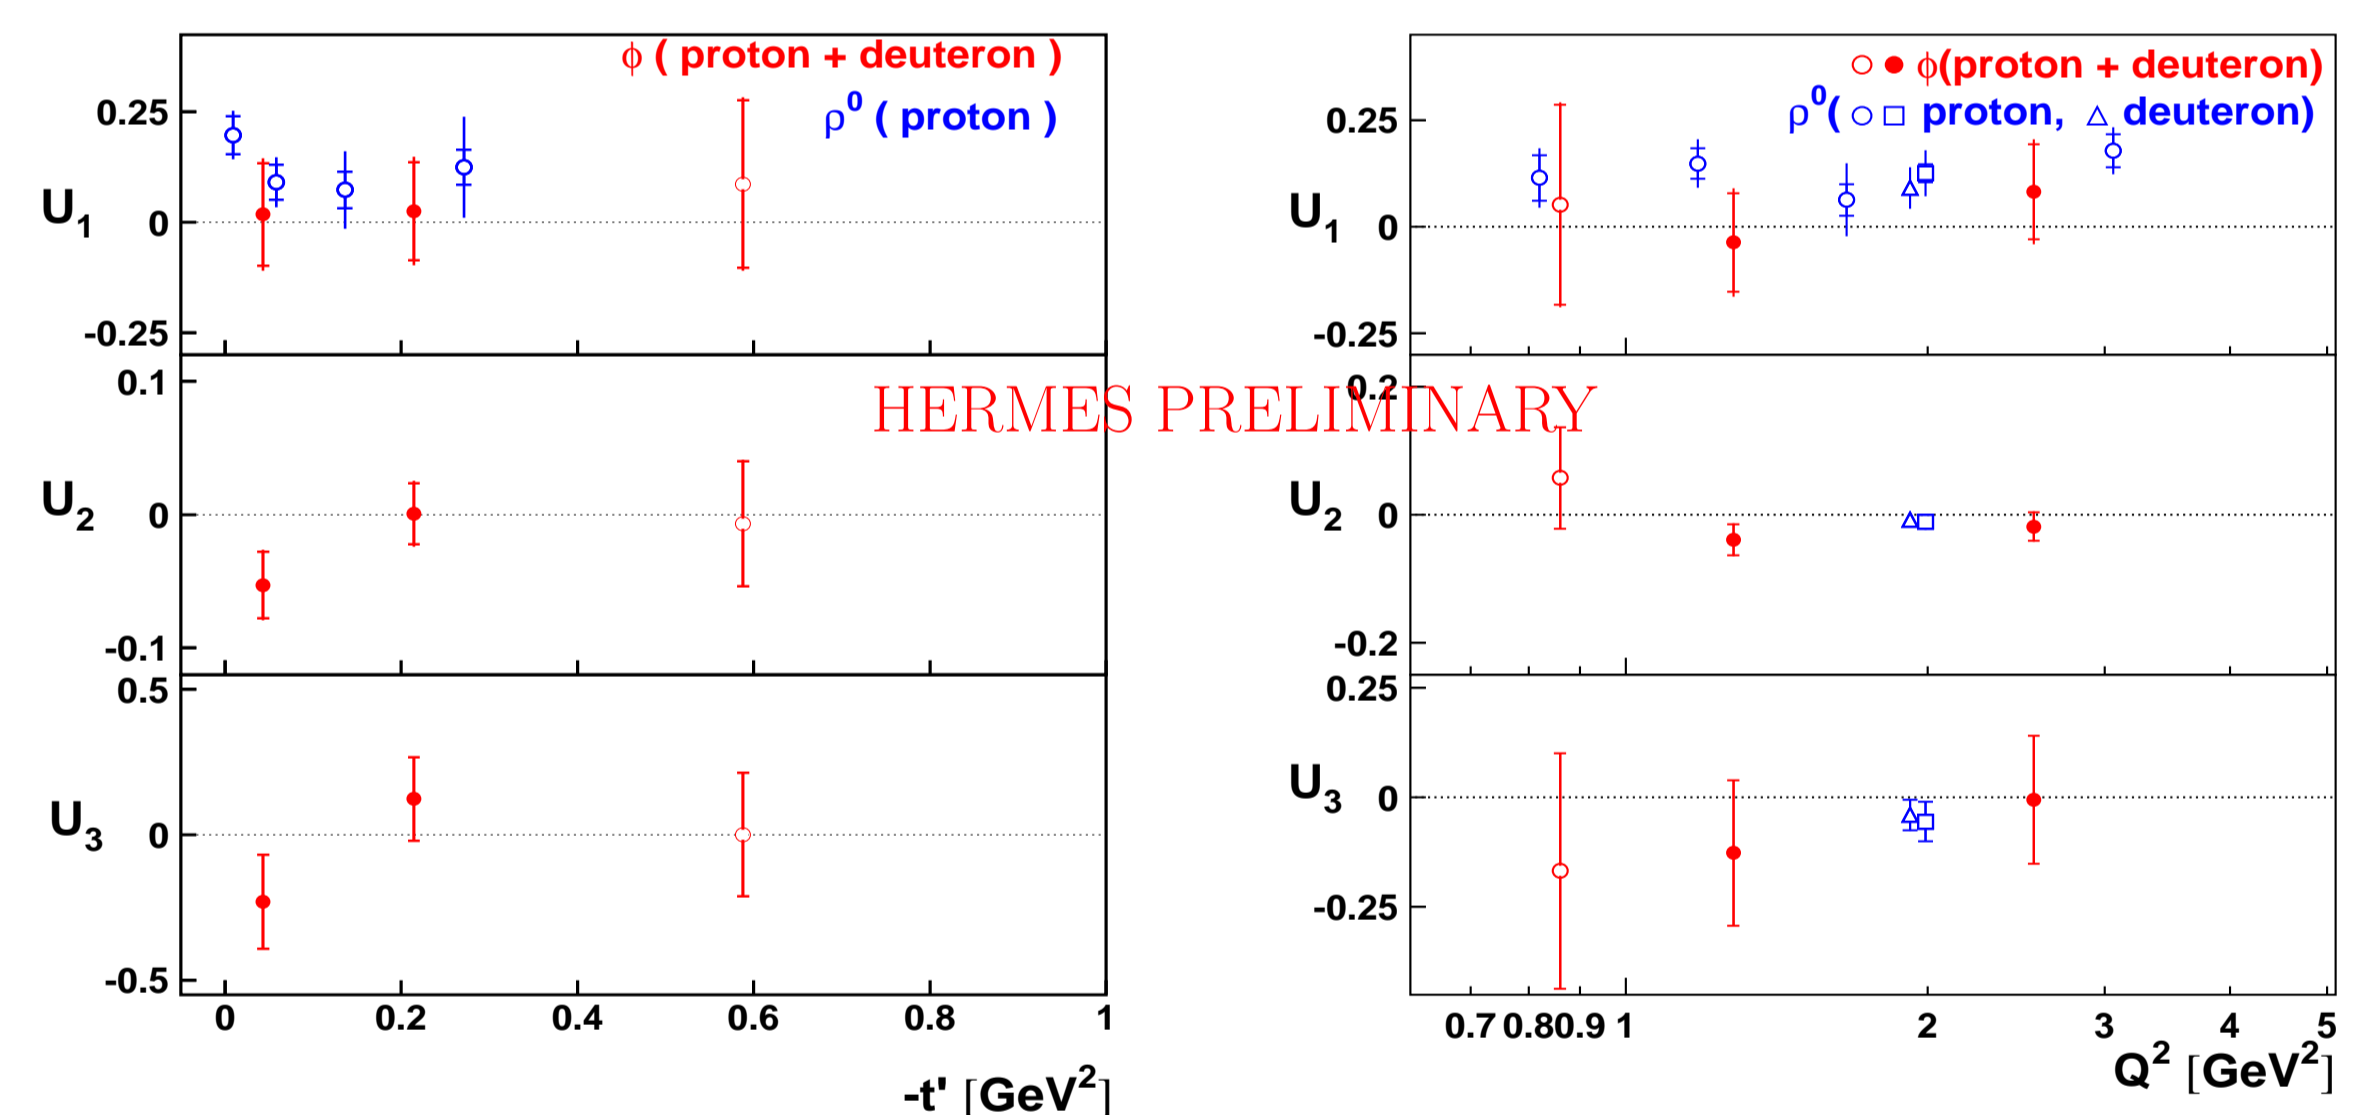 ϕ ( proton + deuteron )
ρ⁰ ( proton )
0.25
U₁ 0
-0.25
0.1
U₂ 0
-0.1
0.5
U₃ 0
-0.5
0 0.2 0.4 0.6 0.8 1
-t' [GeV²]
HERMES PRELIMINARY
ϕ(proton + deuteron)
ρ⁰( proton, deuteron)
0.25
U₁ 0
-0.25
0.2
U₂ 0
-0.2
0.25
U₃ 0
-0.25
0.7 0.8 0.9 1 2 3 4 5
Q² [GeV²]